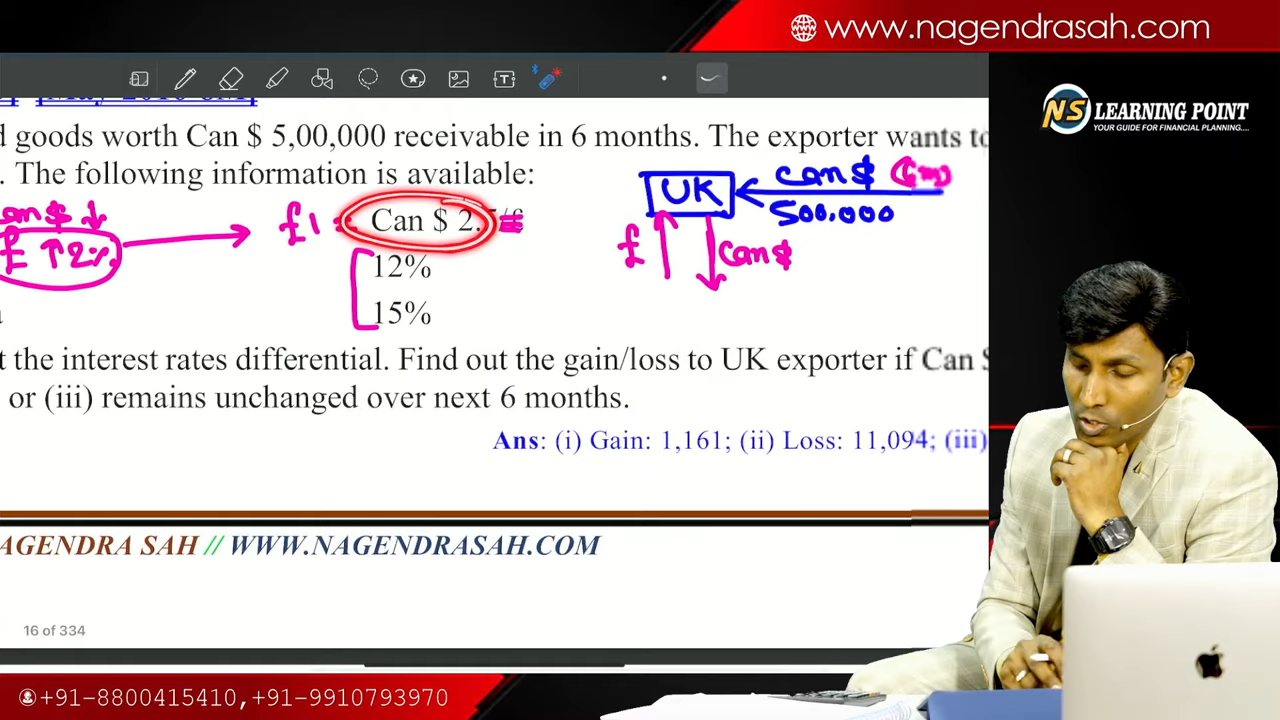 www.nagendrasah.com
NS LEARNING POINT
YOUR GUIDE FOR FINANCIAL PLANNING....
d goods worth Can $ 5,00,000 receivable in 6 months. The exporter wants to
. The following information is available:
Can $ 2.5/£
12%
15%
an $ ↓
£ ↑ 2%
£1 =
UK
Can $ (6m)
500,000
£
Can $
t the interest rates differential. Find out the gain/loss to UK exporter if Can $
or (iii) remains unchanged over next 6 months.
Ans: (i) Gain: 1,161; (ii) Loss: 11,094; (iii)
AGENDRA SAH // WWW.NAGENDRASAH.COM
16 of 334
+91-8800415410,+91-9910793970